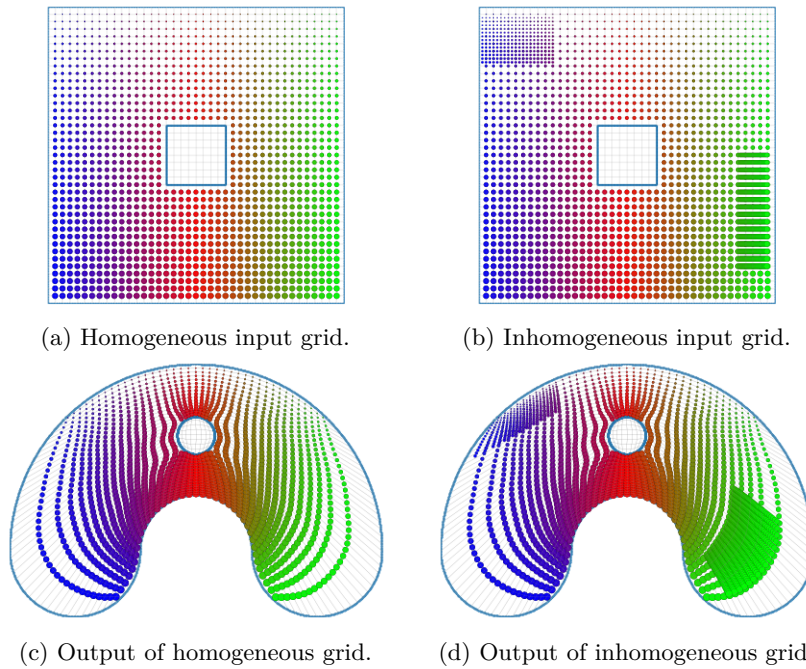 (a) Homogeneous input grid.
(b) Inhomogeneous input grid.
(c) Output of homogeneous grid.
(d) Output of inhomogeneous grid